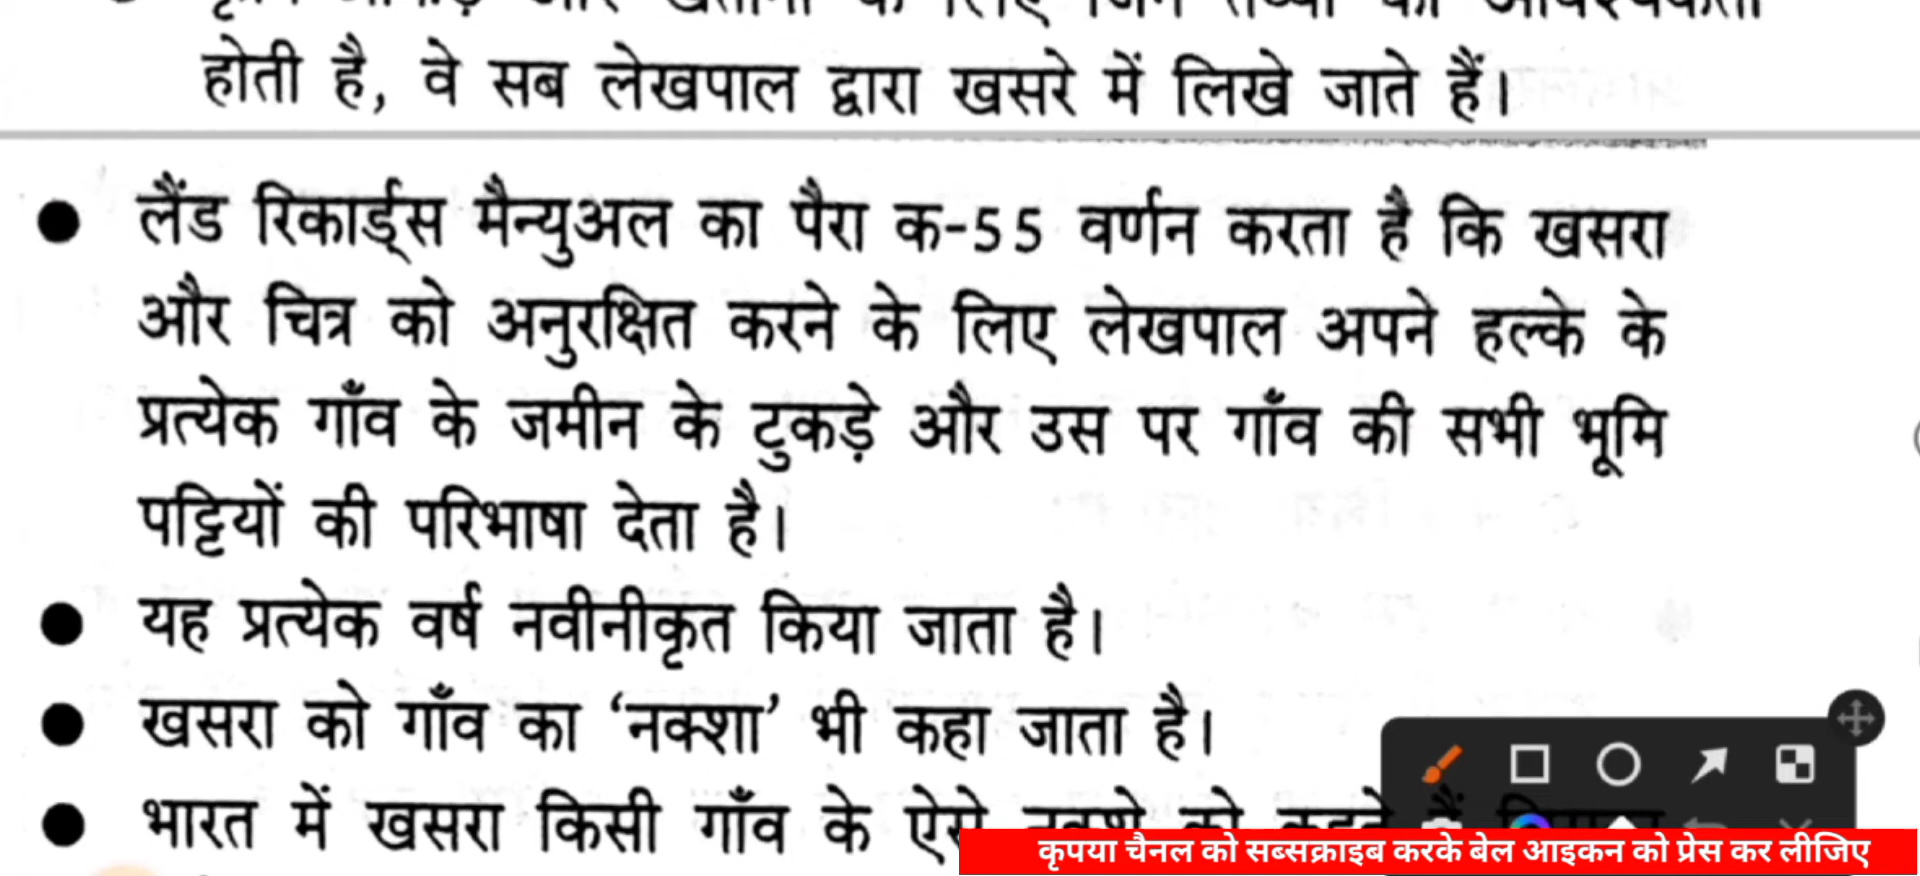 होती है, वे सब लेखपाल द्वारा खसरे में लिखे जाते हैं।
● लैंड रिकार्ड्स मैन्युअल का पैरा क-55 वर्णन करता है कि खसरा
और चित्र को अनुरक्षित करने के लिए लेखपाल अपने हल्के के
प्रत्येक गाँव के जमीन के टुकड़े और उस पर गाँव की सभी भूमि
पट्टियों की परिभाषा देता है।
● यह प्रत्येक वर्ष नवीनीकृत किया जाता है।
● खसरा को गाँव का ‘नक्शा’ भी कहा जाता है।
● भारत में खसरा किसी गाँव के ऐसे
कृपया चैनल को सब्सक्राइब करके बेल आइकन को प्रेस कर लीजिए